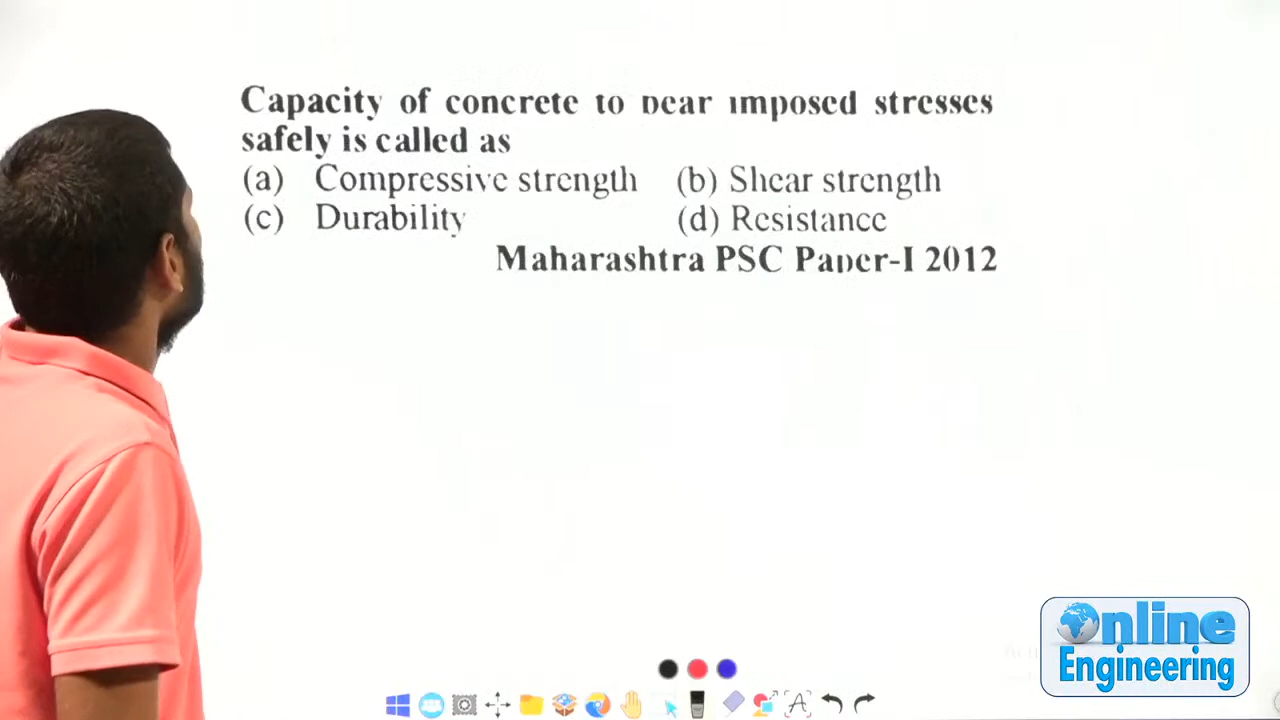 Capacity of concrete to bear imposed stresses
safely is called as
(a) Compressive strength (b) Shear strength
(c) Durability (d) Resistance
Maharashtra PSC Paper-I 2012
Online
Engineering